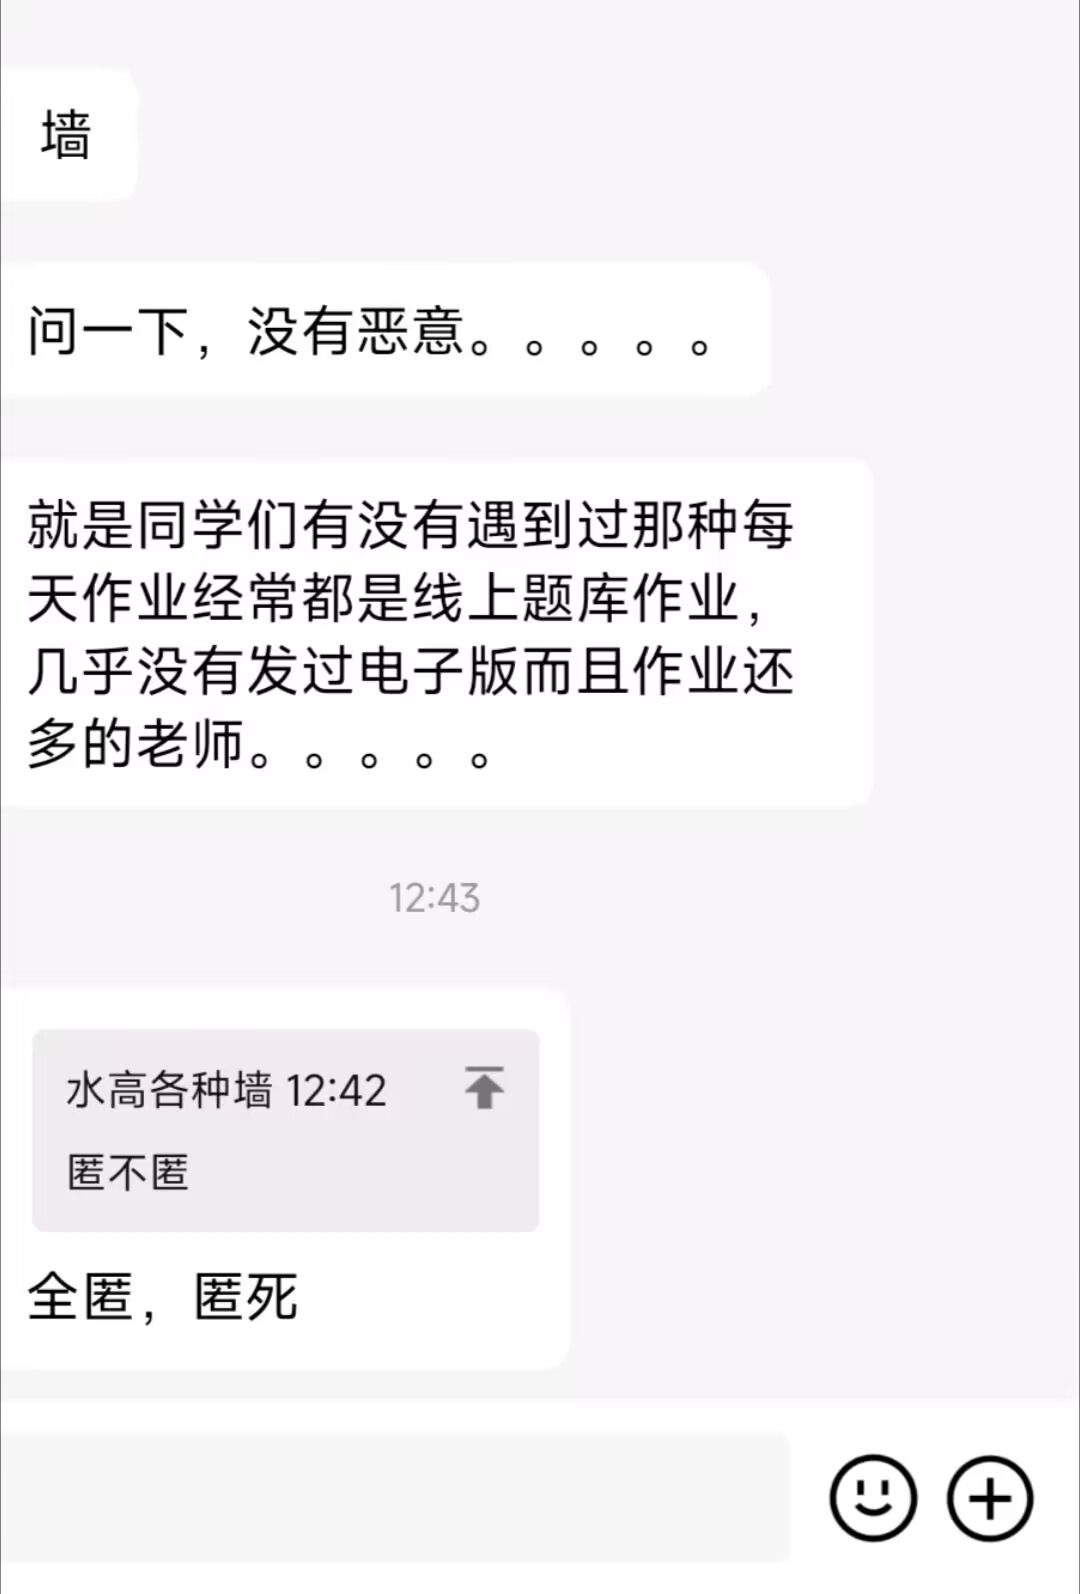 墙
问一下，没有恶意。。。。。
就是同学们有没有遇到过那种每
天作业经常都是线上题库作业，
几乎没有发过电子版而且作业还
多的老师。。。。。
12:43
水高各种墙 12:42
匿不匿
全匿，匿死